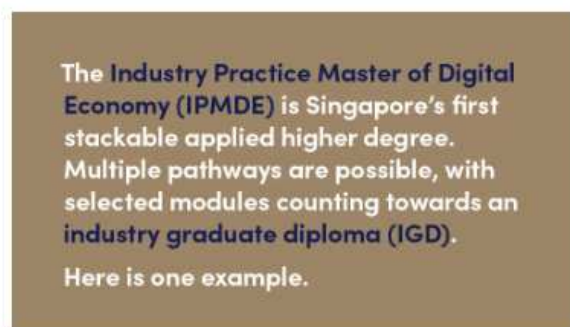 The Industry Practice Master of Digital
Economy (IPMDE) is Singapore’s first
stackable applied higher degree.
Multiple pathways are possible, with
selected modules counting towards an
industry graduate diploma (IGD).
Here is one example.